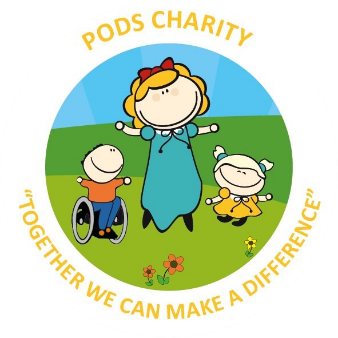 PODS CHARITY
“TOGETHER WE CAN MAKE A DIFFERENCE”